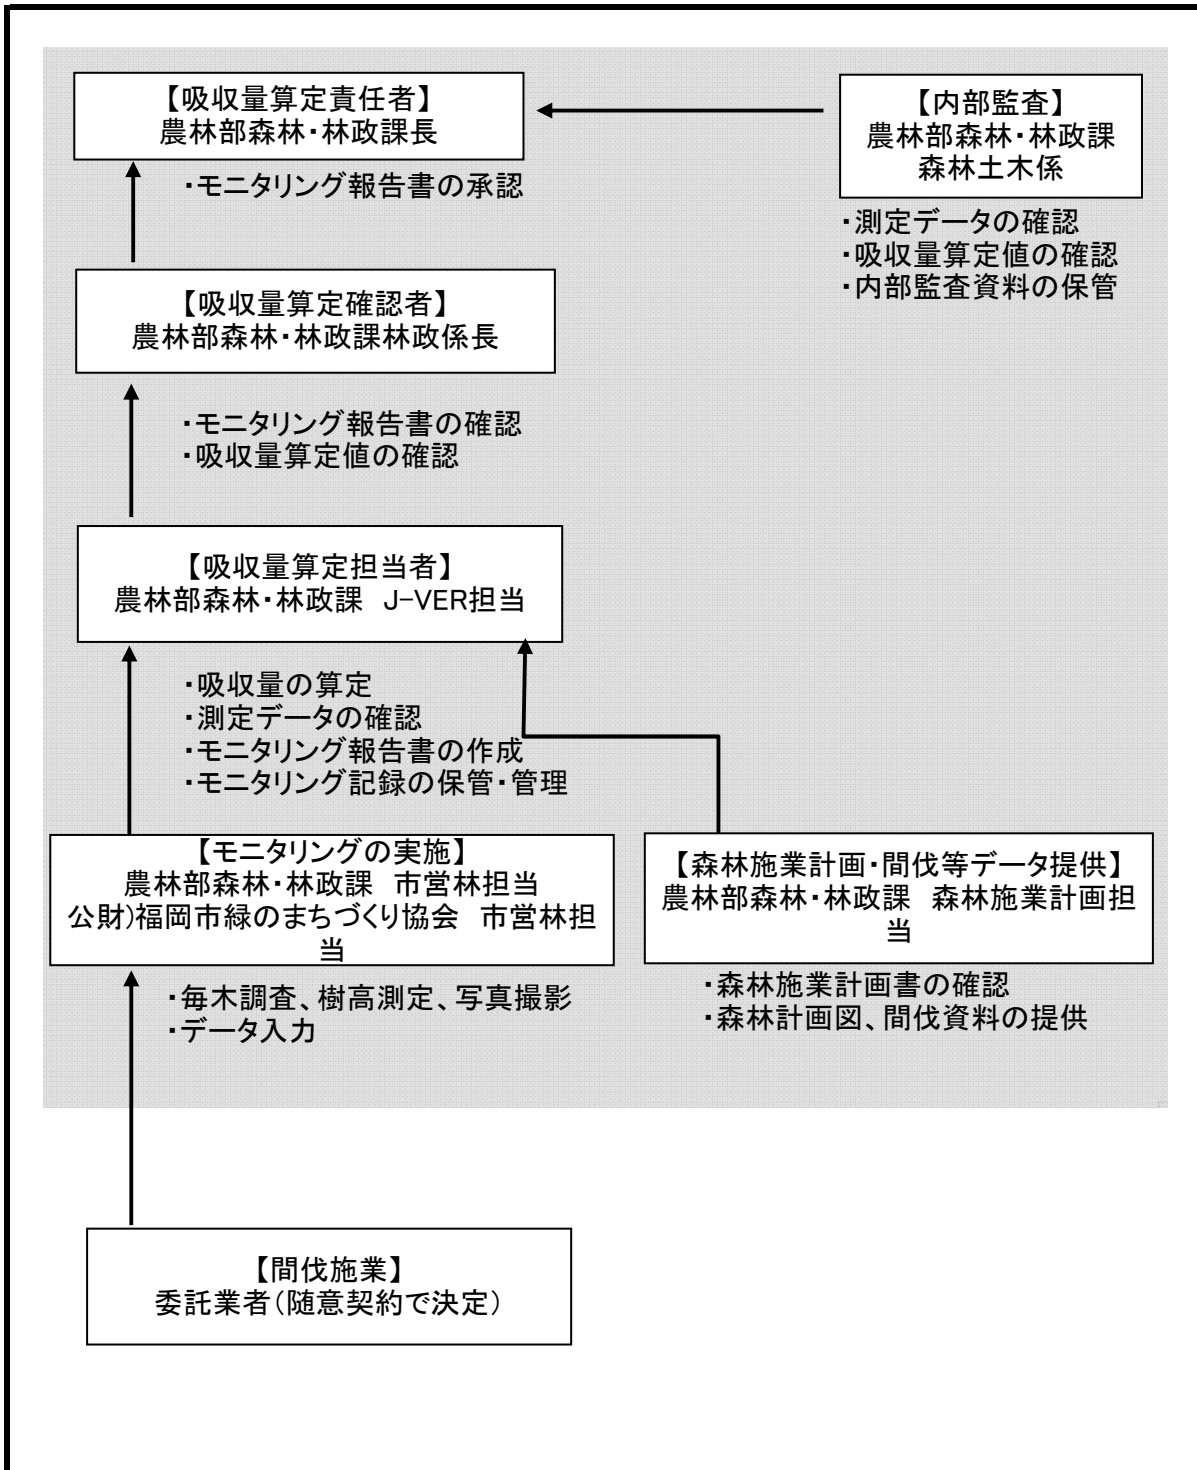 【吸収量算定責任者】
農林部森林・林政課長
・モニタリング報告書の承認
【内部監査】
農林部森林・林政課
森林土木係
・測定データの確認
・吸収量算定値の確認
・内部監査資料の保管
【吸収量算定確認者】
農林部森林・林政課林政係長
・モニタリング報告書の確認
・吸収量算定値の確認
【吸収量算定担当者】
農林部森林・林政課　J-VER担当
・吸収量の算定
・測定データの確認
・モニタリング報告書の作成
・モニタリング記録の保管・管理
【モニタリングの実施】
農林部森林・林政課　市営林担当
公財)福岡市緑のまちづくり協会　市営林担
当
・毎木調査、樹高測定、写真撮影
・データ入力
【森林施業計画・間伐等データ提供】
農林部森林・林政課　森林施業計画担
当
・森林施業計画書の確認
・森林計画図、間伐資料の提供
【間伐施業】
委託業者(随意契約で決定)